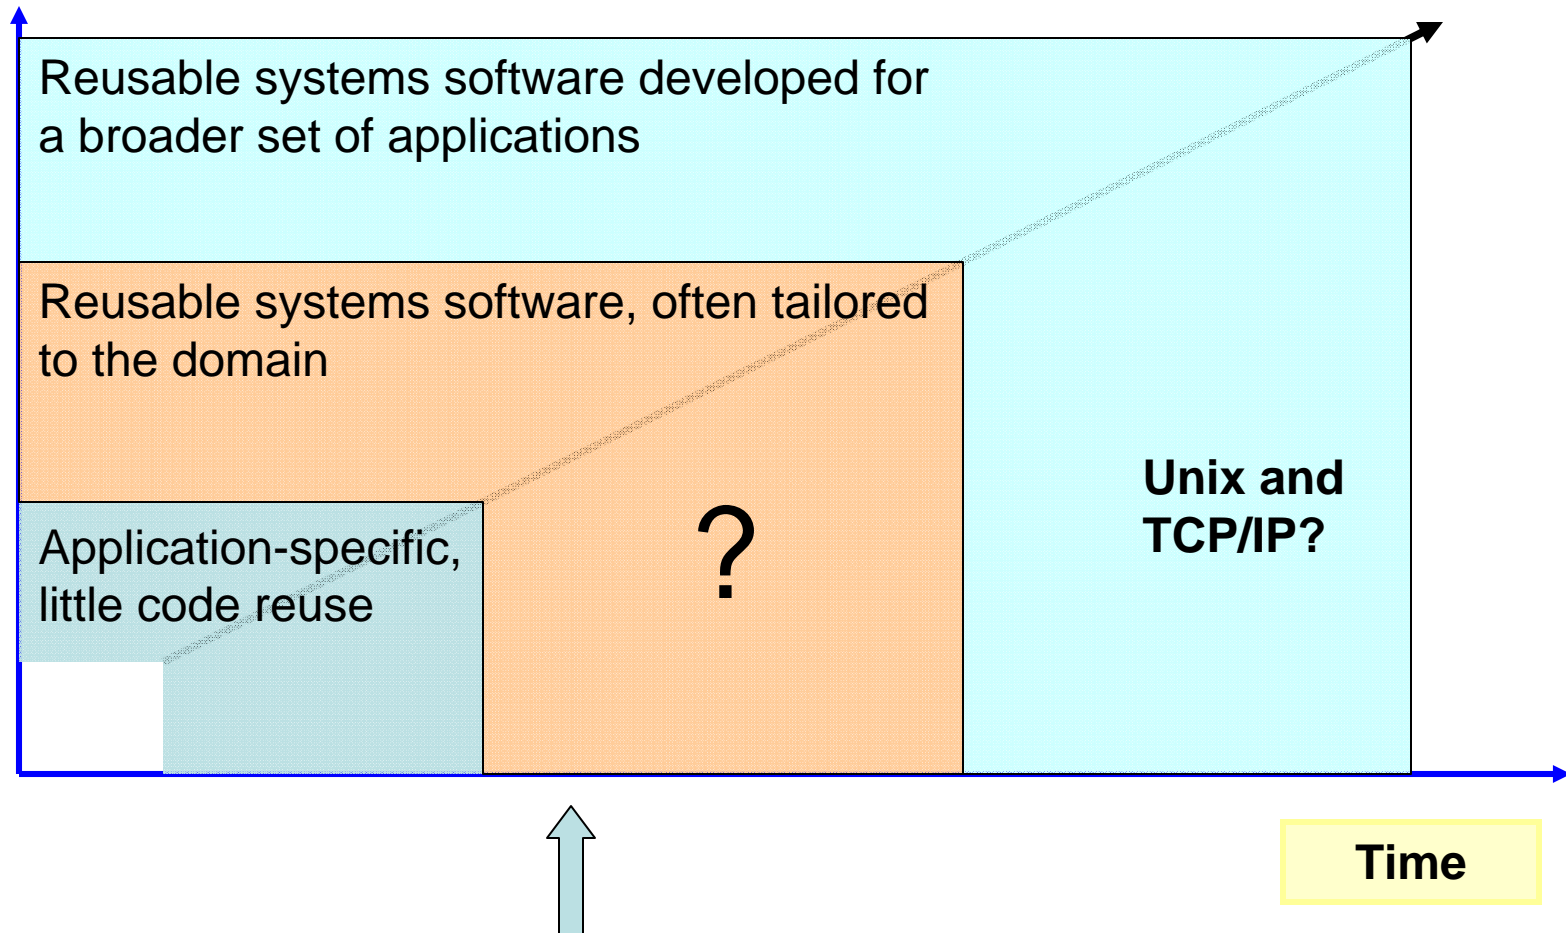 Reusable systems software developed for
a broader set of applications
Reusable systems software, often tailored
to the domain
Application-specific,
little code reuse
?
Unix and
TCP/IP?
Time